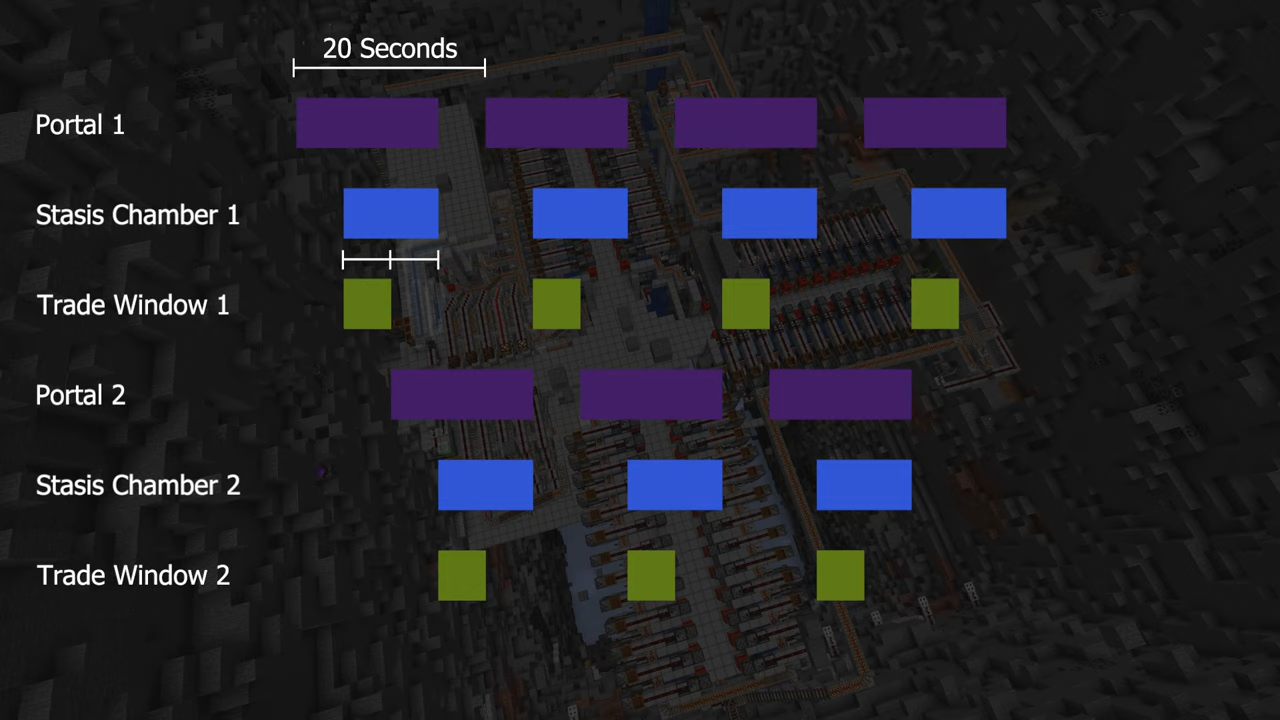 20 Seconds
Portal 1
Stasis Chamber 1
Trade Window 1
Portal 2
Stasis Chamber 2
Trade Window 2